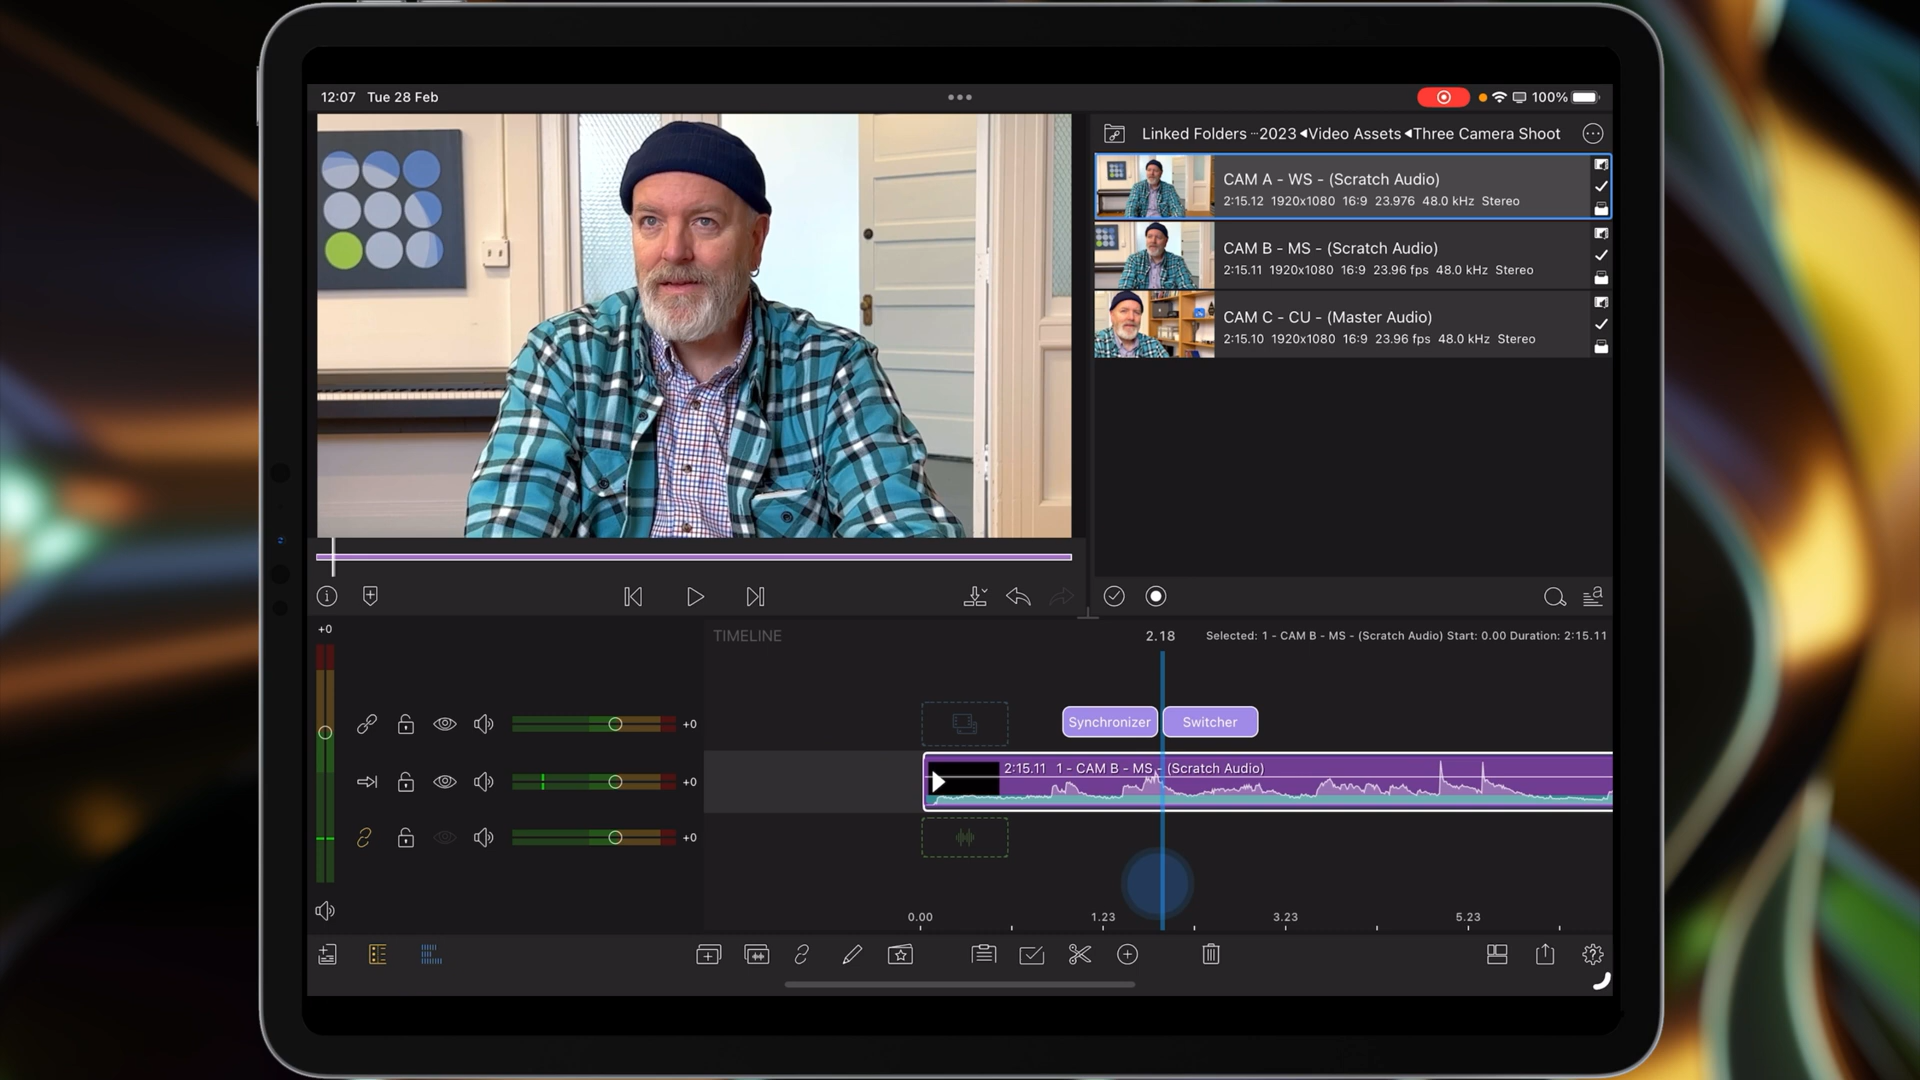 12:07 Tue 28 Feb
100%
Linked Folders ··2023 ◂Video Assets ◂Three Camera Shoot
CAM A - WS - (Scratch Audio)
2:15.12 1920x1080 16:9 23.976 48.0 kHz Stereo
CAM B - MS - (Scratch Audio)
2:15.11 1920x1080 16:9 23.96 fps 48.0 kHz Stereo
CAM C - CU - (Master Audio)
2:15.10 1920x1080 16:9 23.96 fps 48.0 kHz Stereo
+0
TIMELINE
2.18
Selected: 1 - CAM B - MS - (Scratch Audio) Start: 0.00 Duration: 2:15.11
+0
Synchronizer
Switcher
+0
2:15.11 1 - CAM B - MS - (Scratch Audio)
+0
0.00
1.23
3.23
5.23